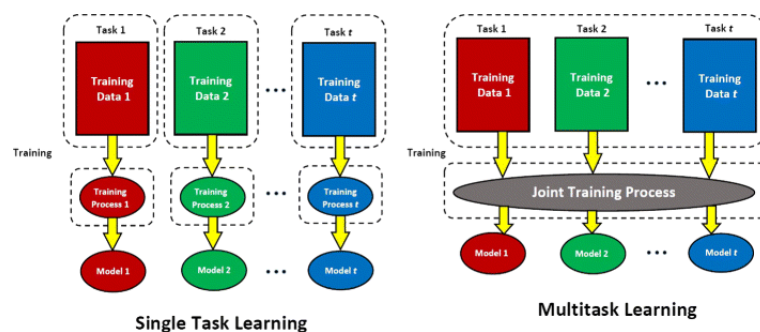 Task 1
Task 2
Task t
Training
Data 1
Training
Data 2
...
Training
Data t
Training
Training
Process 1
Training
Process 2
...
Training
Process t
Model 1
Model 2
...
Model t
Single Task Learning
Task 1
Task 2
Task t
Training
Data 1
Training
Data 2
...
Training
Data t
Training
Joint Training Process
Model 1
Model 2
...
Model t
Multitask Learning